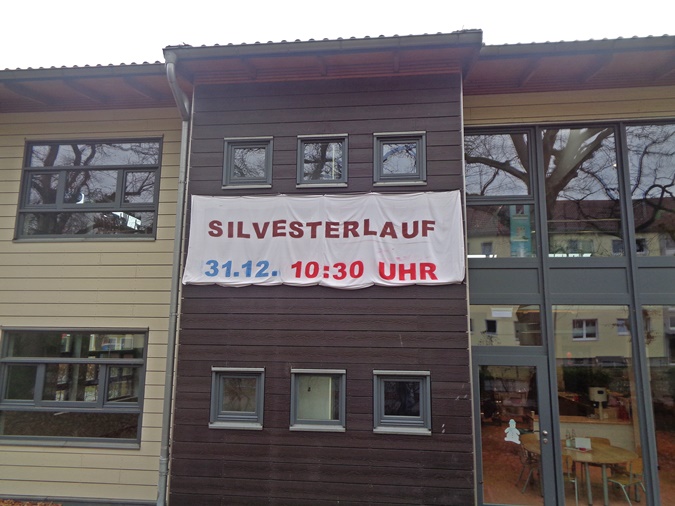 SILVESTERLAUF
31.12. 10:30 UHR